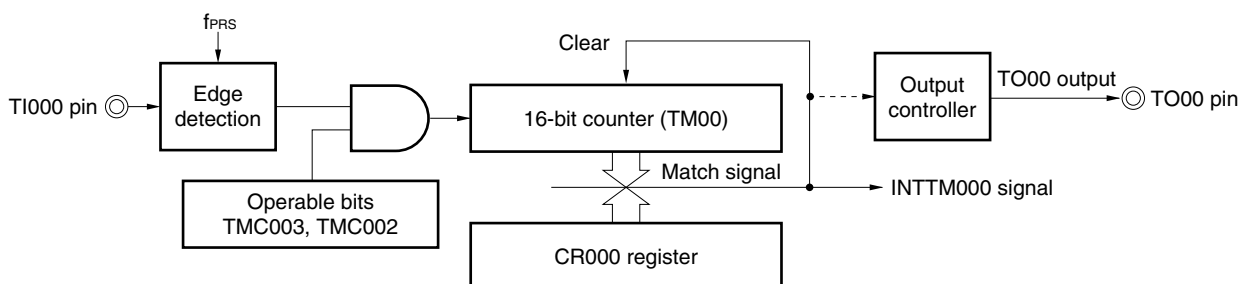 fPRS
Clear
TI000 pin
Edge
detection
16-bit counter (TM00)
Output
controller
TO00 output
TO00 pin
Operable bits
TMC003, TMC002
Match signal
INTTM000 signal
CR000 register